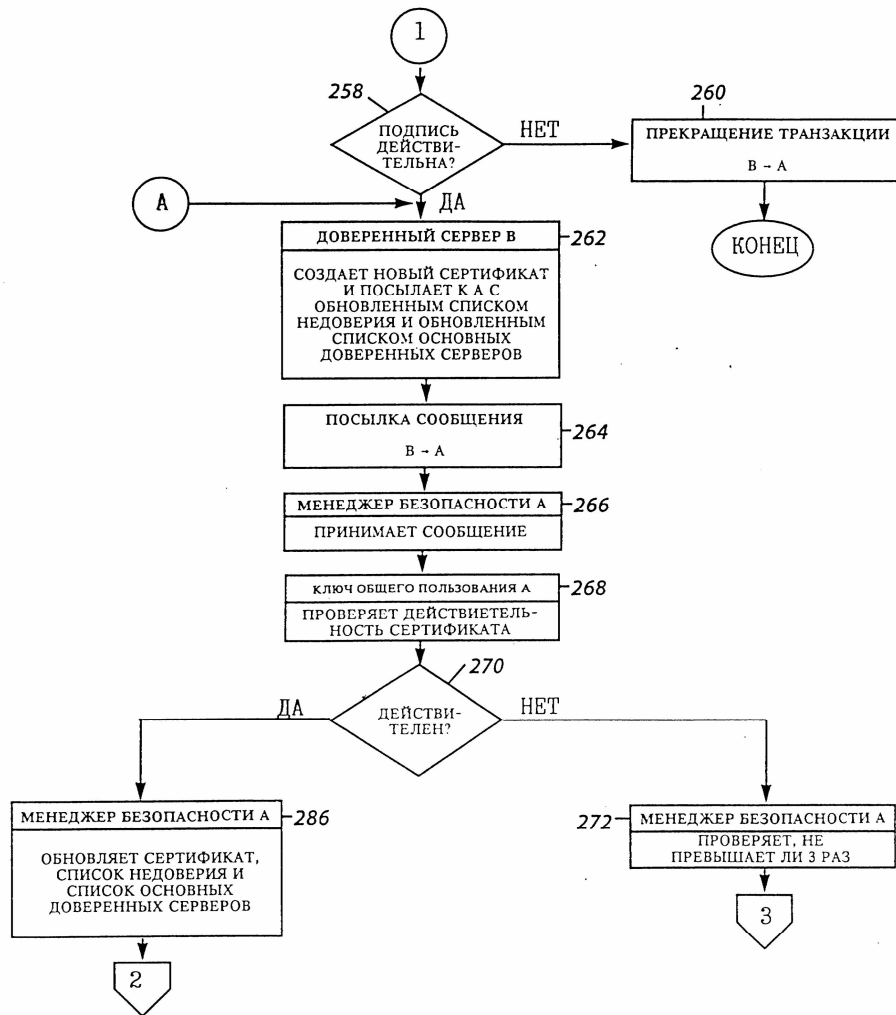 1
258
ПОДПИСЬ
ДЕЙСТВИ-
ТЕЛЬНА?
НЕТ
260
ПРЕКРАЩЕНИЕ ТРАНЗАКЦИИ
В - А
КОНЕЦ
А
ДА
ДОВЕРЕННЫЙ СЕРВЕР В
262
СОЗДАЕТ НОВЫЙ СЕРТИФИКАТ
И ПОСЫЛАЕТ К А С
ОБНОВЛЕННЫМ СПИСКОМ
НЕДОВЕРИЯ И ОБНОВЛЕННЫМ
СПИСКОМ ОСНОВНЫХ
ДОВЕРЕННЫХ СЕРВЕРОВ
ПОСЫЛКА СООБЩЕНИЯ
264
В - А
МЕНЕДЖЕР БЕЗОПАСНОСТИ А
266
ПРИНИМАЕТ СООБЩЕНИЕ
КЛЮЧ ОБЩЕГО ПОЛЬЗОВАНИЯ А
268
ПРОВЕРЯЕТ ДЕЙСТВИЕТЕЛЬ-
НОСТЬ СЕРТИФИКАТА
270
ДА
ДЕЙСТВИ-
ТЕЛЕН?
НЕТ
МЕНЕДЖЕР БЕЗОПАСНОСТИ А
286
ОБНОВЛЯЕТ СЕРТИФИКАТ,
СПИСОК НЕДОВЕРИЯ И
СПИСОК ОСНОВНЫХ
ДОВЕРЕННЫХ СЕРВЕРОВ
2
272
МЕНЕДЖЕР БЕЗОПАСНОСТИ А
ПРОВЕРЯЕТ, НЕ
ПРЕВЫШАЕТ ЛИ 3 РАЗ
3